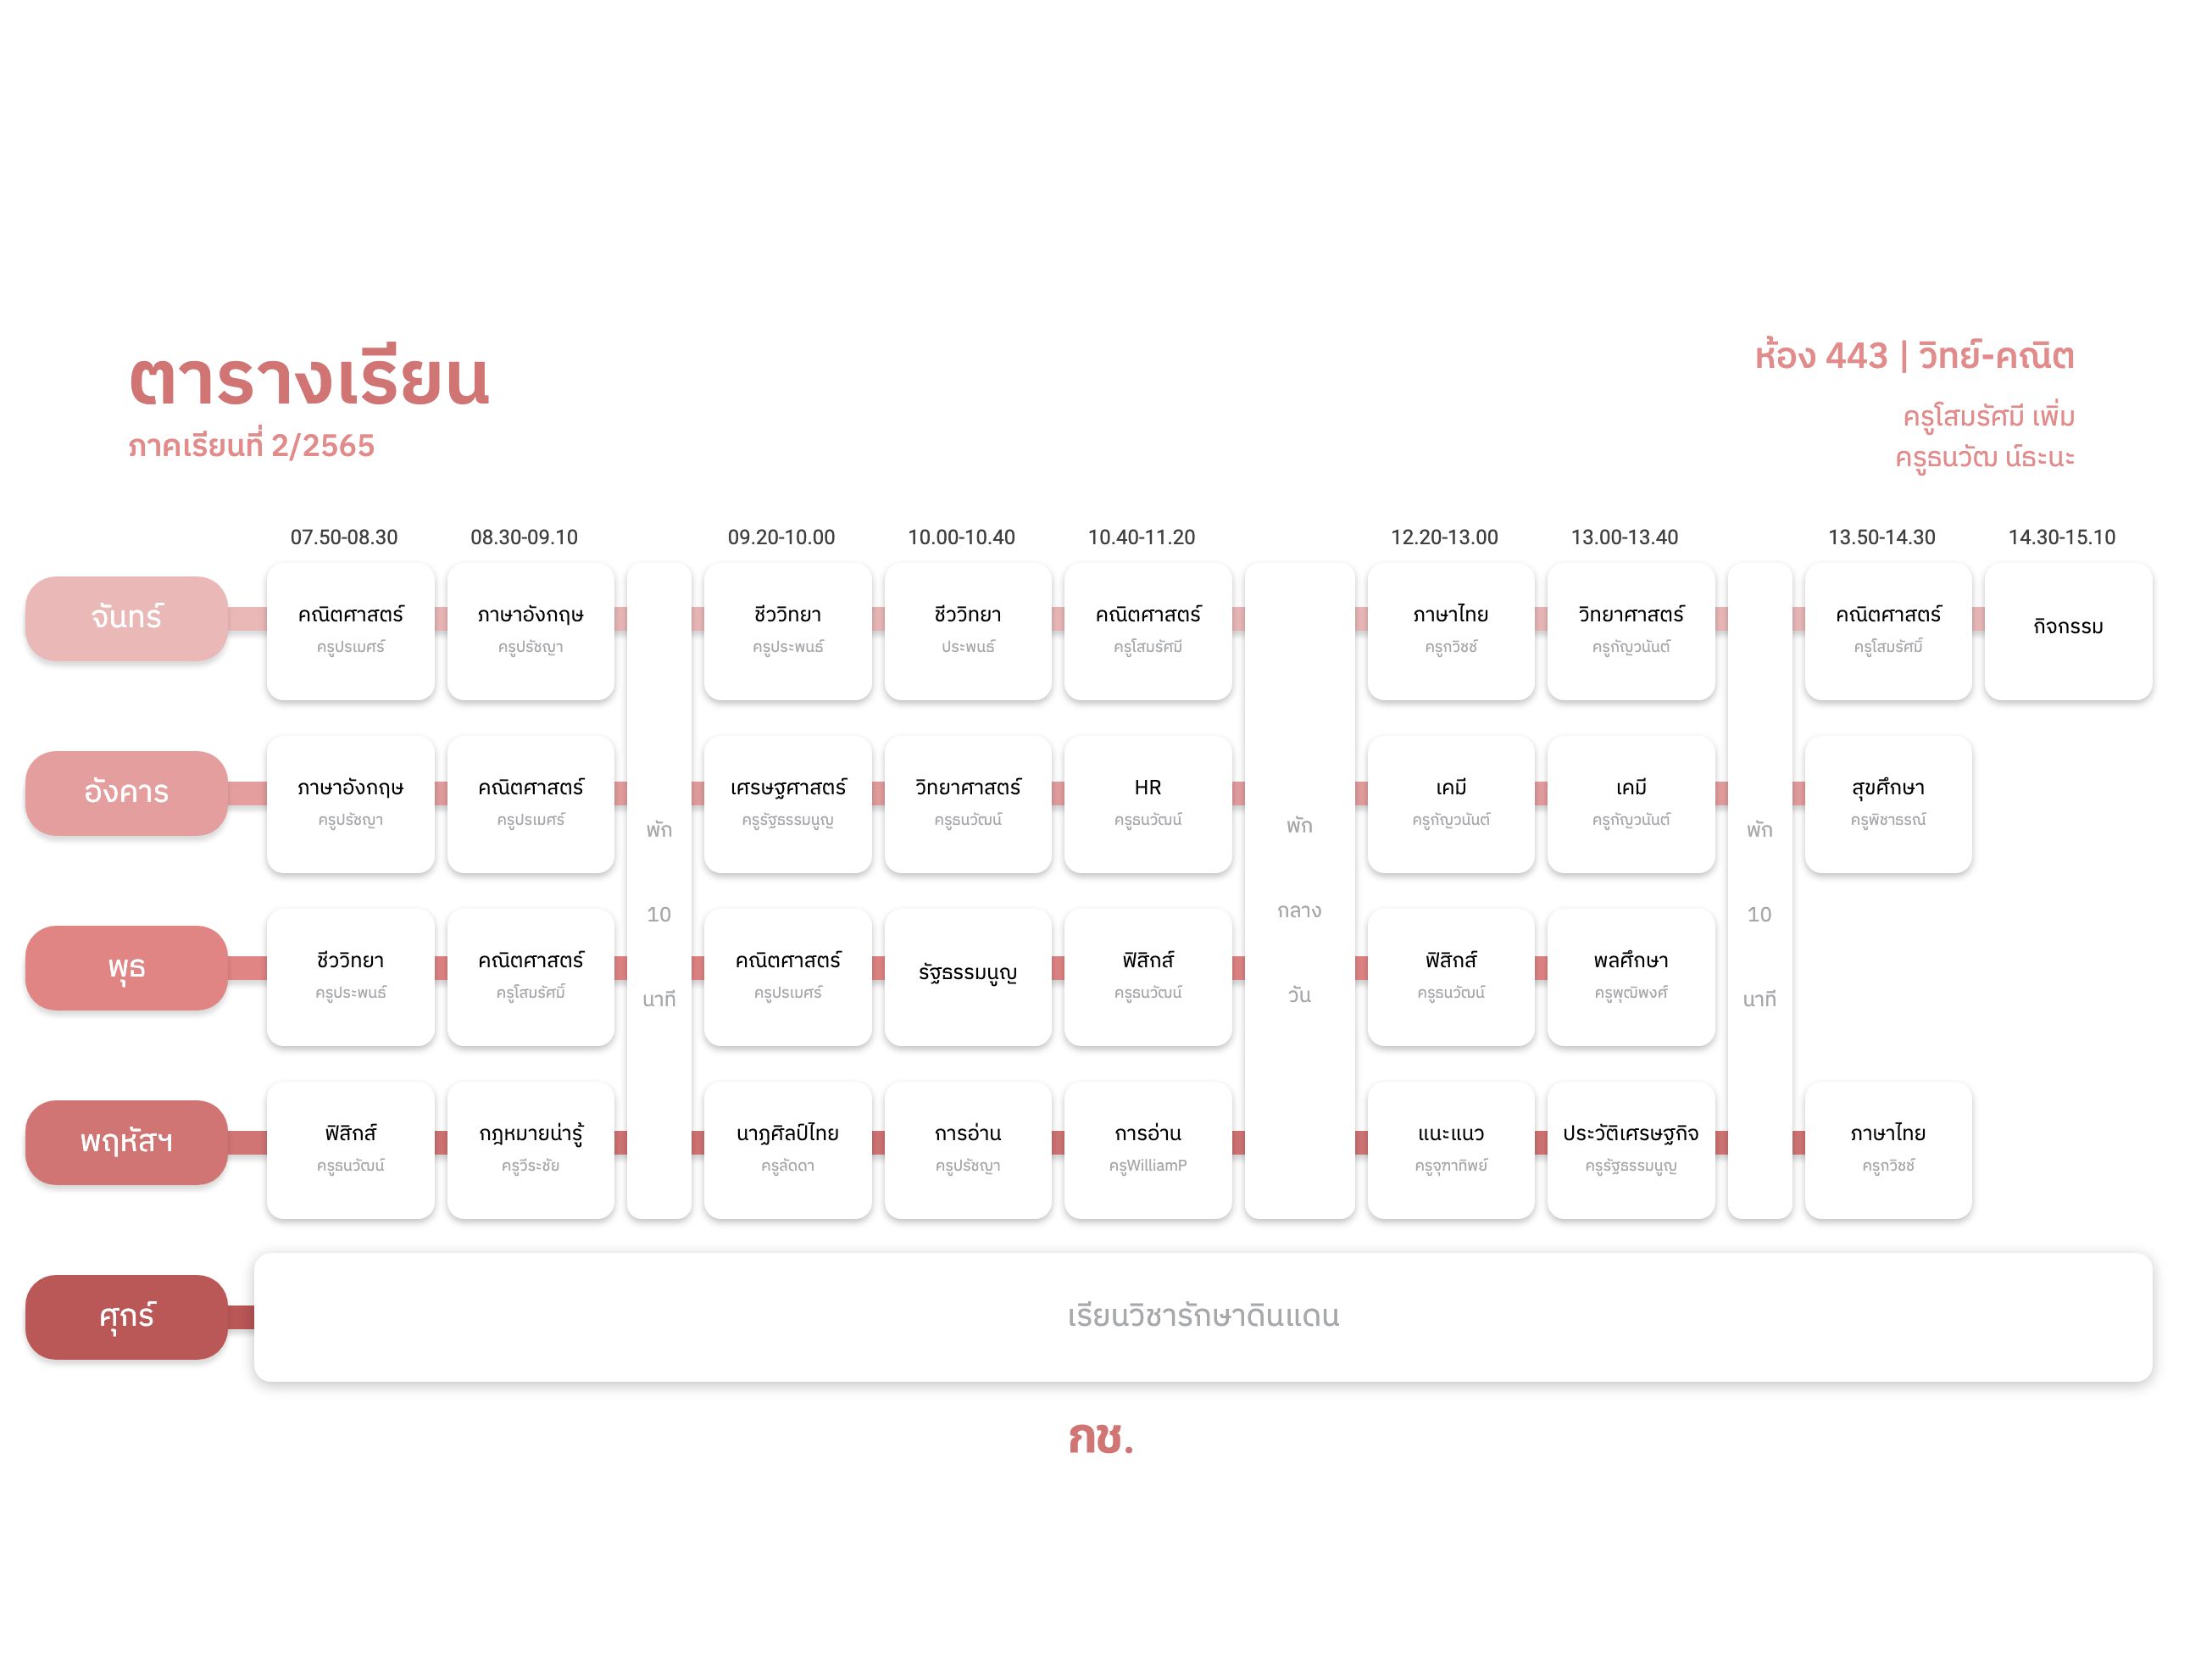 ตารางเรียน
ภาคเรียนที่ 2/2565
ห้อง 443 | วิทย์-คณิต
ครูโสมรัศมี เพิ่ม
ครูธนวัฒ น์ธะนะ
07.50-08.30 08.30-09.10 09.20-10.00 10.00-10.40 10.40-11.20 12.20-13.00 13.00-13.40 13.50-14.30 14.30-15.10
จันทร์
คณิตศาสตร์ ภาษาอังกฤษ ชีววิทยา ชีววิทยา คณิตศาสตร์ ภาษาไทย วิทยาศาสตร์ คณิตศาสตร์ กิจกรรม
ครูปรเมศร์ ครูปรัชญา ครูประพนธ์ ประพนธ์ ครูโสมรัศมี ครูกวิชช์ ครูกัญวนันต์ ครูโสมรัศมิ์
อังคาร
ภาษาอังกฤษ คณิตศาสตร์ เศรษฐศาสตร์ วิทยาศาสตร์ HR เคมี เคมี สุขศึกษา
ครูปรัชญา ครูปรเมศร์ ครูรัฐธรรมนูญ ครูธนวัฒน์ ครูธนวัฒน์ ครูกัญวนันต์ ครูกัญวนันต์ ครูพิชาธรณ์
พัก
10
นาที
พัก
กลาง
วัน
พัก
10
นาที
พุธ
ชีววิทยา คณิตศาสตร์ คณิตศาสตร์ รัฐธรรมนูญ ฟิสิกส์ ฟิสิกส์ พลศึกษา
ครูประพนธ์ ครูโสมรัศมิ์ ครูปรเมศร์ ครูธนวัฒน์ ครูธนวัฒน์ ครูพุฒิพงศ์
พฤหัสฯ
ฟิสิกส์ กฎหมายน่ารู้ นาฏศิลป์ไทย การอ่าน การอ่าน แนะแนว ประวัติเศรษฐกิจ ภาษาไทย
ครูธนวัฒน์ ครูวีระชัย ครูลัดดา ครูปรัชญา ครูWilliamP ครูจุฑาทิพย์ ครูรัฐธรรมนูญ ครูกวิชช์
ศุกร์
เรียนวิชารักษาดินแดน
กช.